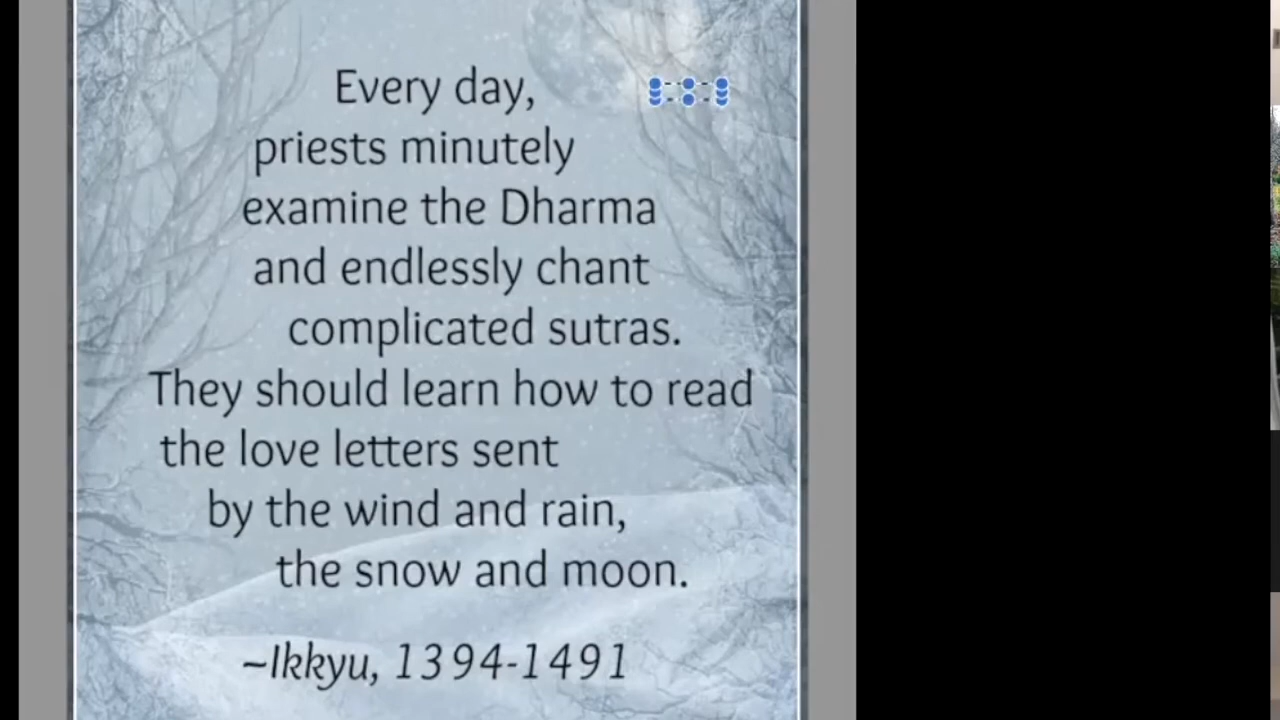 Every day,
priests minutely
examine the Dharma
and endlessly chant
complicated sutras.
They should learn how to read
the love letters sent
by the wind and rain,
the snow and moon.
~Ikkyu, 1394-1491